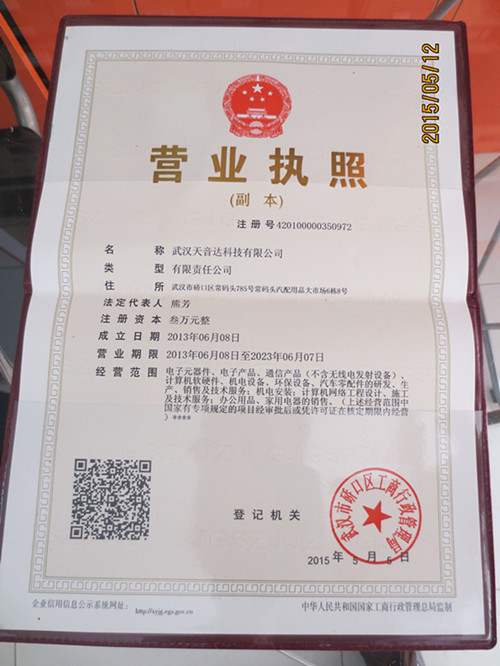 2015/05/12
营业执照
(副 本)
注 册 号420100000350972
名 称 武汉天音达科技有限公司
类 型 有限责任公司
住 所 武汉市硚口区常码头785号常码头汽配用品大市场6栋8号
法定代表人 熊芳
注 册 资 本 叁万元整
成 立 日 期 2013年06月08日
营 业 期 限 2013年06月08日至2023年06月07日
经 营 范 围 电子元器件、电子产品、通信产品（不含无线电发射设备）、
计算机软硬件、机电设备、环保设备、汽车零配件的研发、生
产、销售及技术服务；机电安装；计算机网络工程设计、施工
及技术服务；办公用品、家用电器的销售。（上述经营范围中
国家有专项规定的项目经审批后或凭许可证在核定期限内经营
）****
登 记 机 关
武汉市硚口区工商行政管理局
2015 年 5 月 5 日
企业信用信息公示系统网址： http://xyjg.egs.gov.cn
中华人民共和国国家工商行政管理总局监制